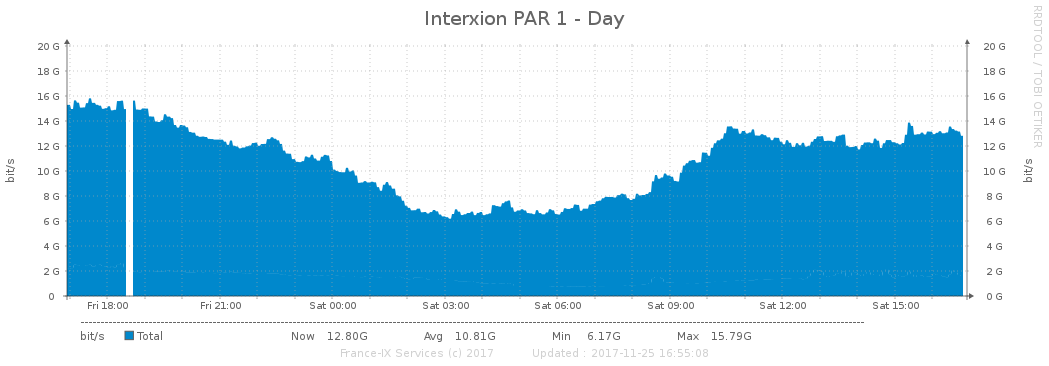 Interxion PAR 1 - Day
RRDTOOL / TOBI OETIKER
20 G 20 G
18 G 18 G
16 G 16 G
14 G 14 G
12 G 12 G
10 G 10 G
8 G 8 G
6 G 6 G
4 G 4 G
2 G 2 G
0 0 G
bit/s
bit/s
Fri 18:00 Fri 21:00 Sat 00:00 Sat 03:00 Sat 06:00 Sat 09:00 Sat 12:00 Sat 15:00
bit/s Total Now 12.80G Avg 10.81G Min 6.17G Max 15.79G
France-IX Services (c) 2017 Updated : 2017-11-25 16:55:08